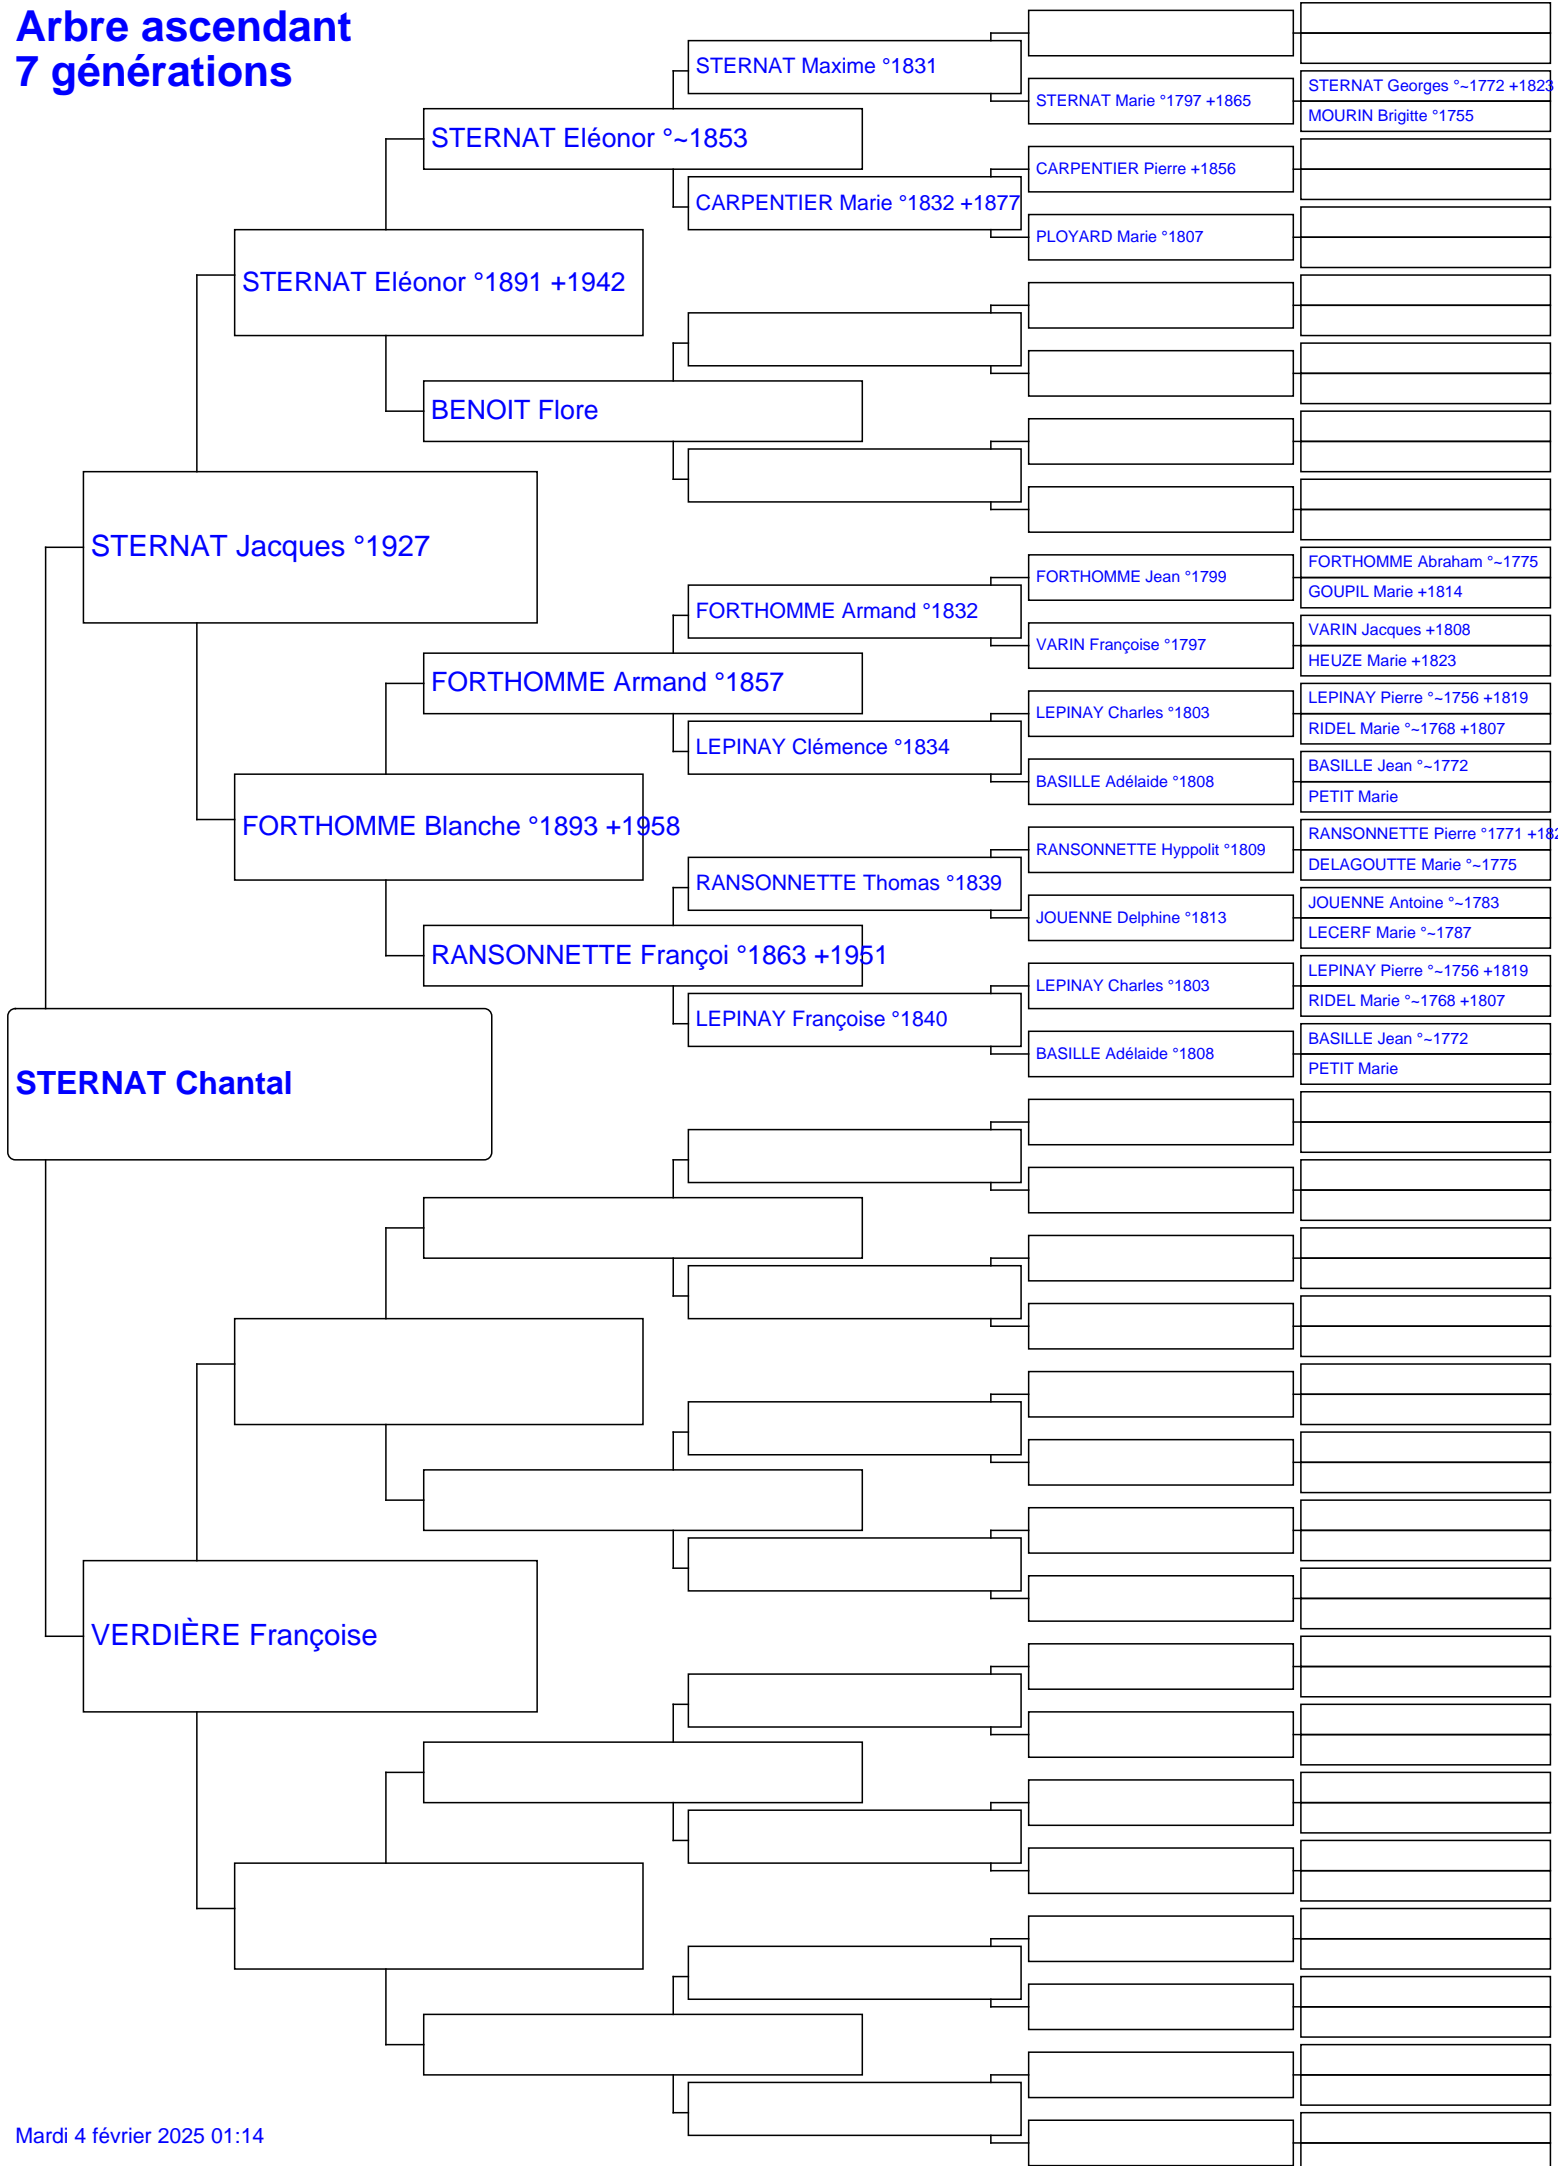 Arbre ascendant
7 générations
STERNAT Chantal
STERNAT Jacques °1927
VERDIÈRE Françoise
STERNAT Eléonor °1891 +1942
FORTHOMME Blanche °1893 +1958
STERNAT Eléonor °~1853
BENOIT Flore
FORTHOMME Armand °1857
RANSONNETTE Françoi °1863 +1951
STERNAT Maxime °1831
CARPENTIER Marie °1832 +1877
FORTHOMME Armand °1832
LEPINAY Clémence °1834
RANSONNETTE Thomas °1839
LEPINAY Françoise °1840
STERNAT Marie °1797 +1865
CARPENTIER Pierre +1856
PLOYARD Marie °1807
FORTHOMME Jean °1799
VARIN Françoise °1797
LEPINAY Charles °1803
BASILLE Adélaide °1808
RANSONNETTE Hyppolit °1809
JOUENNE Delphine °1813
LEPINAY Charles °1803
BASILLE Adélaide °1808
STERNAT Georges °~1772 +1823
MOURIN Brigitte °1755
FORTHOMME Abraham °~1775
GOUPIL Marie +1814
VARIN Jacques +1808
HEUZE Marie +1823
LEPINAY Pierre °~1756 +1819
RIDEL Marie °~1768 +1807
BASILLE Jean °~1772
PETIT Marie
RANSONNETTE Pierre °1771
DELAGOUTTE Marie °~1775
JOUENNE Antoine °~1783
LECERF Marie °~1787
LEPINAY Pierre °~1756 +1819
RIDEL Marie °~1768 +1807
BASILLE Jean °~1772
PETIT Marie
Mardi 4 février 2025 01:14